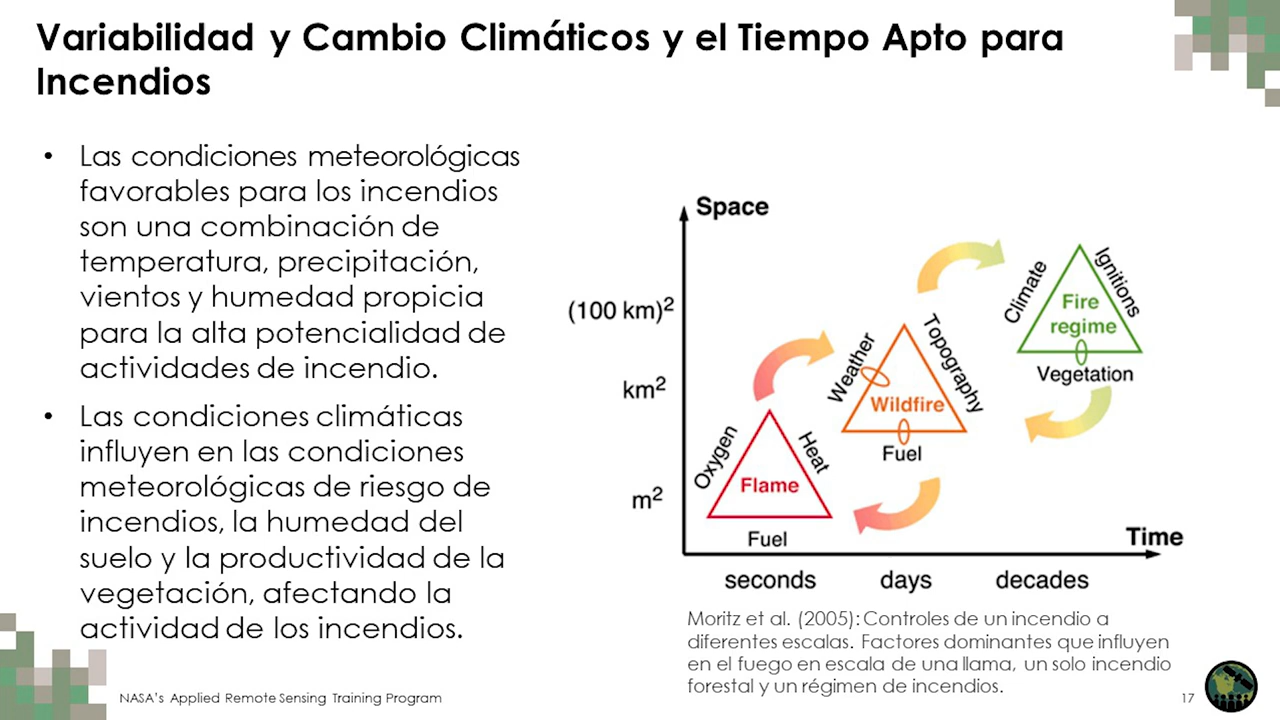 Variabilidad y Cambio Climáticos y el Tiempo Apto para
Incendios
• Las condiciones meteorológicas
favorables para los incendios
son una combinación de
temperatura, precipitación,
vientos y humedad propicia
para la alta potencialidad de
actividades de incendio.
• Las condiciones climáticas
influyen en las condiciones
meteorológicas de riesgo de
incendios, la humedad del
suelo y la productividad de la
vegetación, afectando la
actividad de los incendios.
Space
(100 km)²
km²
m²
Oxygen
Heat
Flame
Fuel
Weather
Topography
Wildfire
Fuel
Climate
Ignitions
Fire
regime
Vegetation
Time
seconds
days
decades
Moritz et al. (2005): Controles de un incendio a
diferentes escalas. Factores dominantes que influyen
en el fuego en escala de una llama, un solo incendio
forestal y un régimen de incendios.
NASA's Applied Remote Sensing Training Program
17